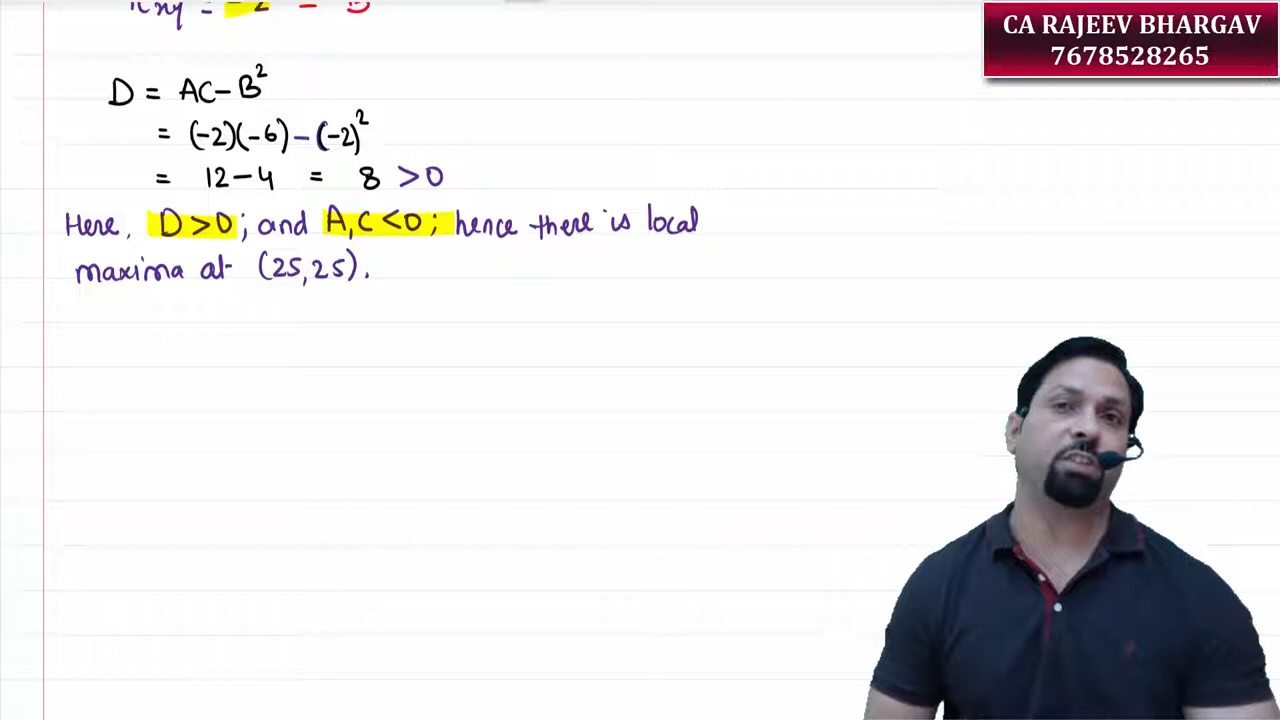 = -2 = B
CA RAJEEV BHARGAV
7678528265
D = AC - B²
= (-2)(-6) - (-2)²
= 12 - 4 = 8 > 0
Here, D > 0 ; and A, C < 0 ; hence there is local
maxima at (25, 25).